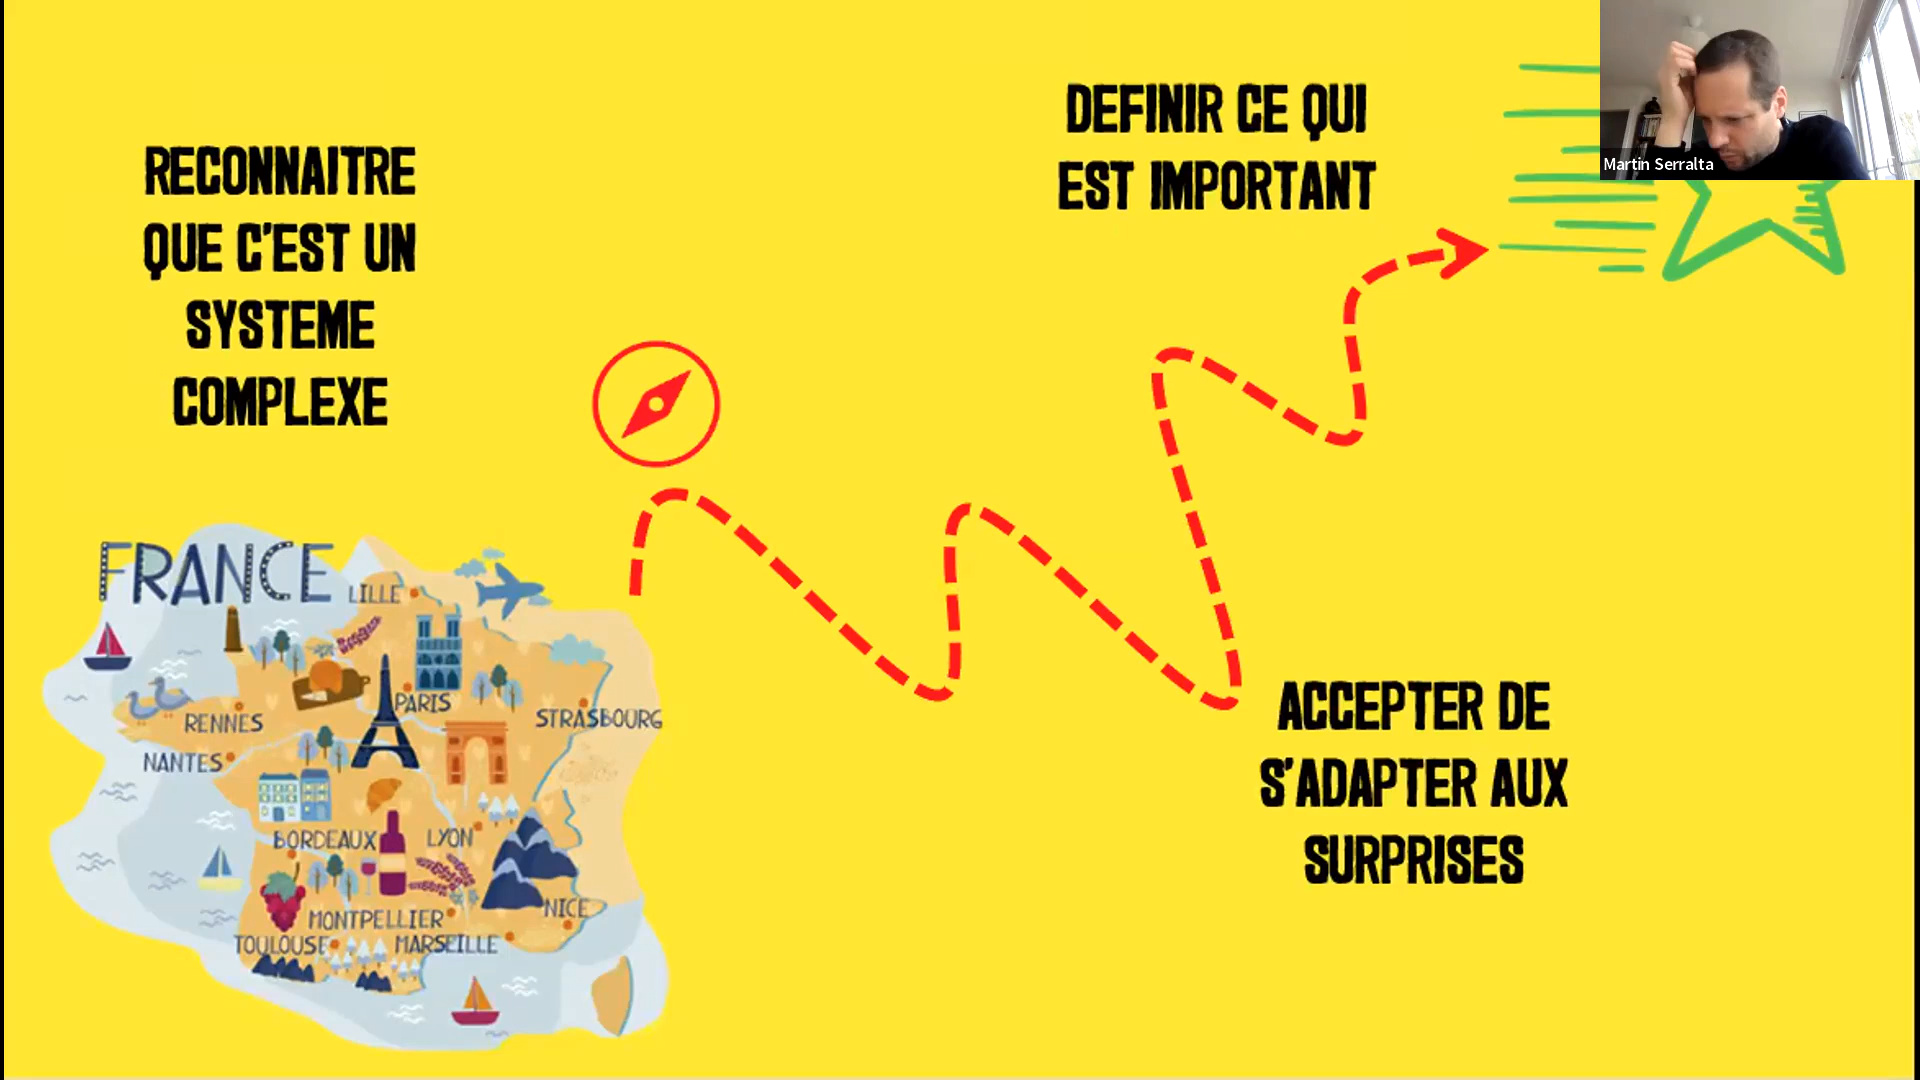 RECONNAITRE
QUE C'EST UN
SYSTEME
COMPLEXE
DEFINIR CE QUI
EST IMPORTANT
Martin Serralta
ACCEPTER DE
S'ADAPTER AUX
SURPRISES
FRANCE
LILLE
PARIS
RENNES
STRASBOURG
NANTES
BORDEAUX
LYON
NICE
MONTPELLIER
TOULOUSE
MARSEILLE